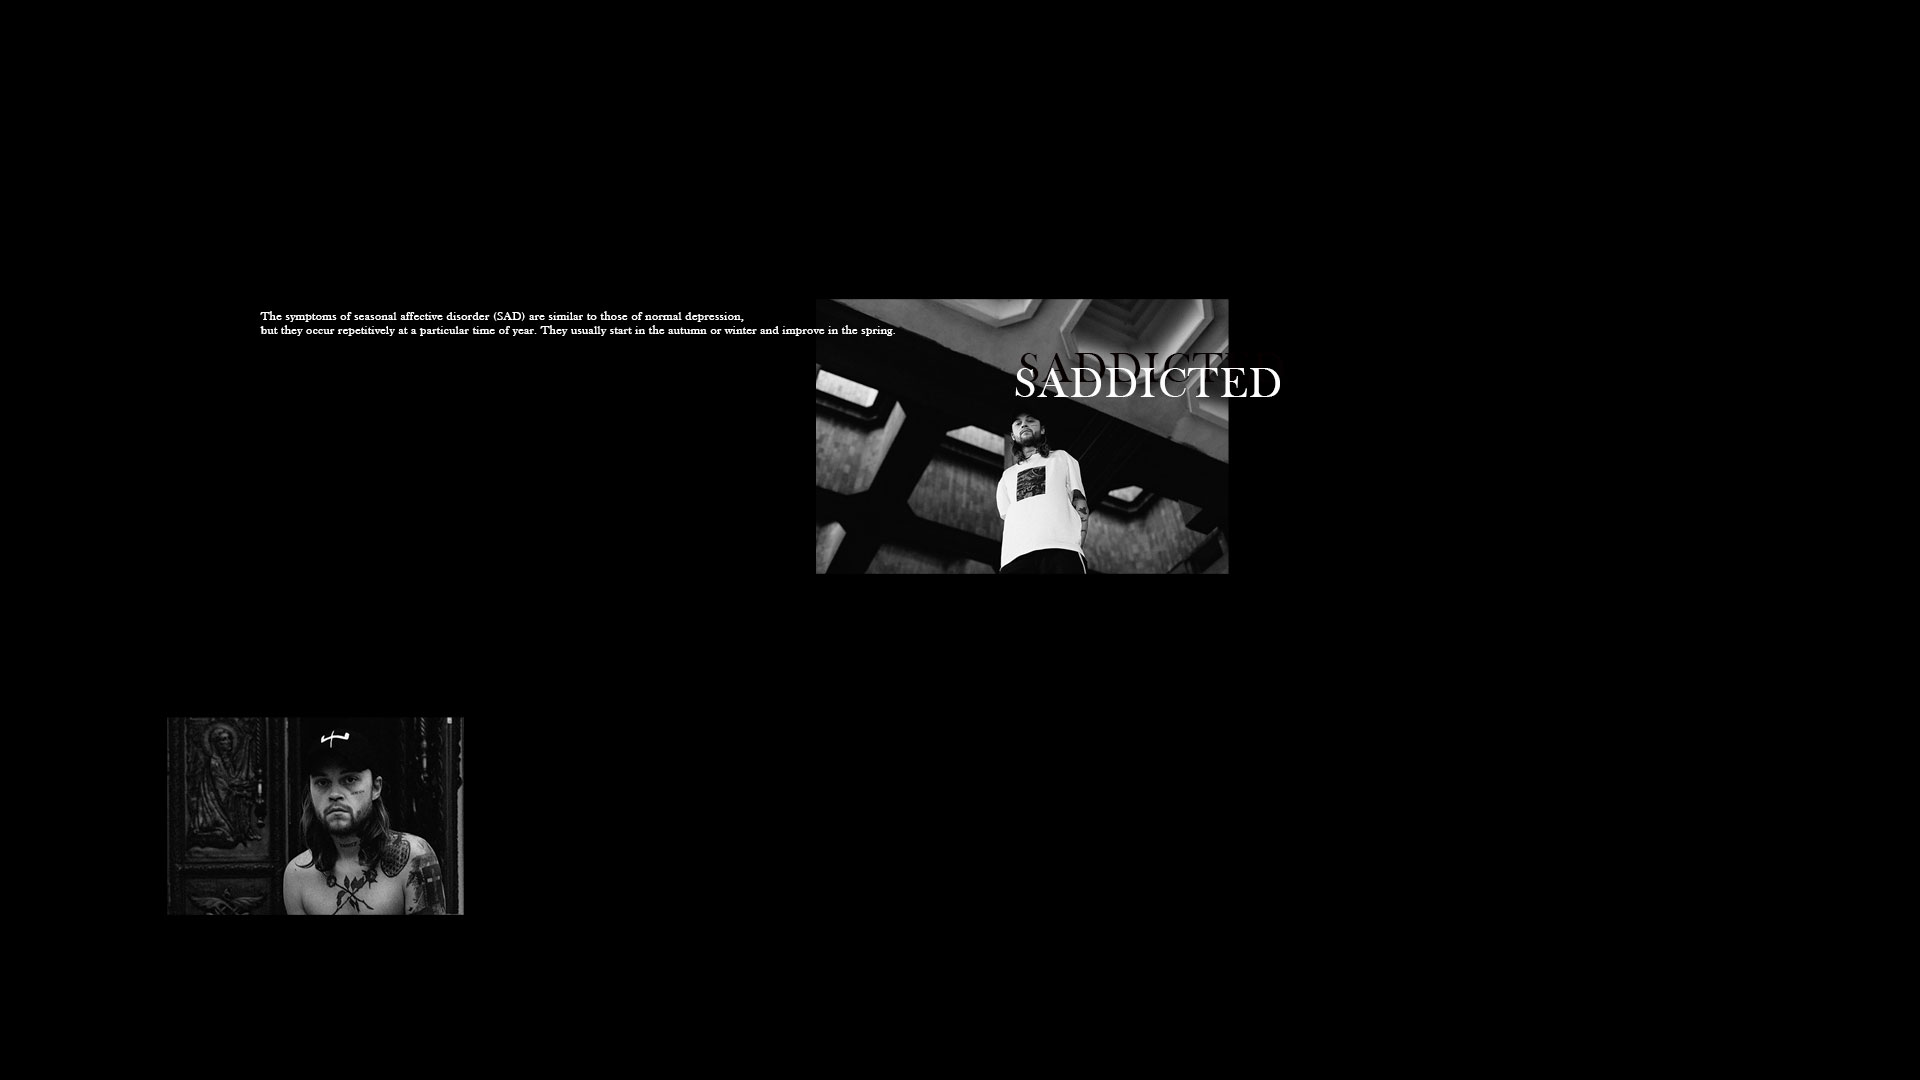 The symptoms of seasonal affective disorder (SAD) are similar to those of normal depression,
but they occur repetitively at a particular time of year. They usually start in the autumn or winter and improve in the spring.
SADDICTED
SADDICTED